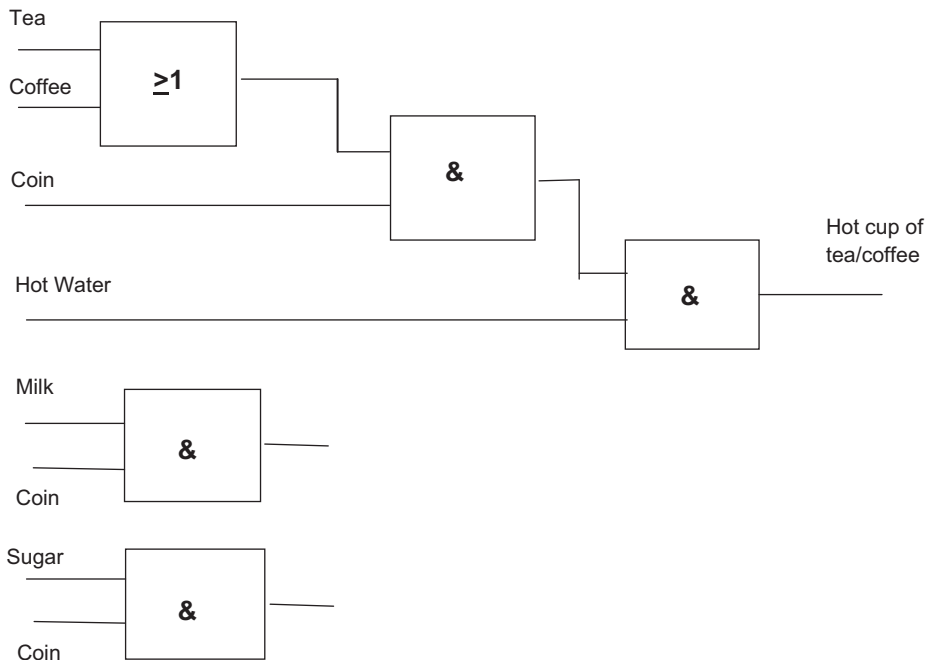 Tea
Coffee
≥1
Coin
&
Hot cup of
tea/coffee
Hot Water
&
Milk
&
Coin
Sugar
&
Coin